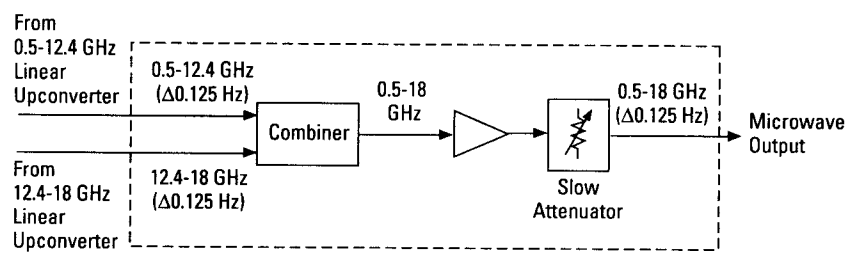 From
0.5-12.4 GHz
Linear
Upconverter
0.5-12.4 GHz
(Δ0.125 Hz)
Combiner
0.5-18
GHz
0.5-18 GHz
(Δ0.125 Hz)
Microwave
Output
From
12.4-18 GHz
Linear
Upconverter
12.4-18 GHz
(Δ0.125 Hz)
Slow
Attenuator